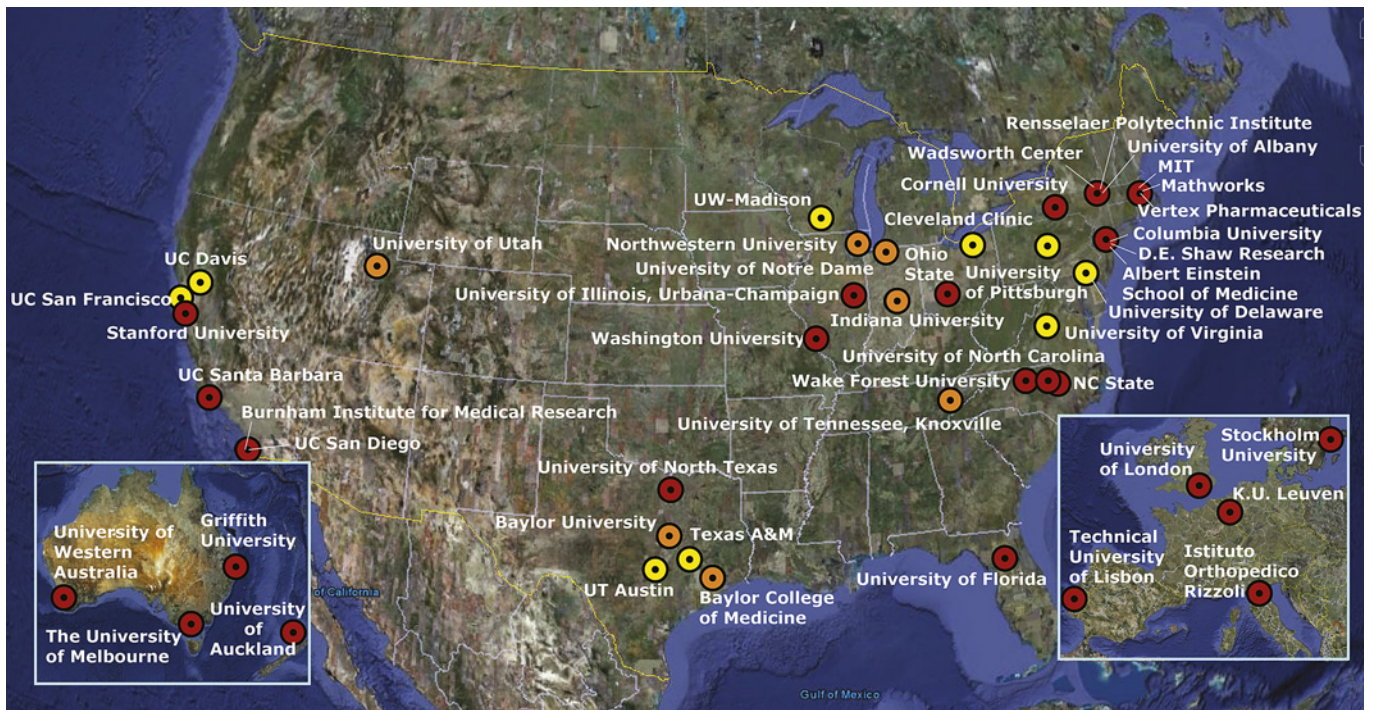 Rensselaer Polytechnic Institute
University of Albany
Wadsworth Center
MIT
Cornell University
Mathworks
UW-Madison
Vertex Pharmaceuticals
Cleveland Clinic
Columbia University
Northwestern University
University of Utah
Ohio
State
D.E. Shaw Research
UC Davis
University of Notre Dame
University
of Pittsburgh
Albert Einstein
School of Medicine
UC San Francisco
University of Illinois, Urbana-Champaign
University of Delaware
Stanford University
Indiana University
University of Virginia
Washington University
University of North Carolina
UC Santa Barbara
Wake Forest University
NC State
Burnham Institute for Medical Research
University of Tennessee, Knoxville
UC San Diego
University of North Texas
Baylor University
Texas A&M
UT Austin
Baylor College
of Medicine
University of Florida
University of
Western
Australia
Griffith
University
The University
of Melbourne
University
of
Auckland
of California
University
of London
Stockholm
University
K.U. Leuven
Technical
University
of Lisbon
Istituto
Orthopedico
Rizzoli
Gulf of Mexico